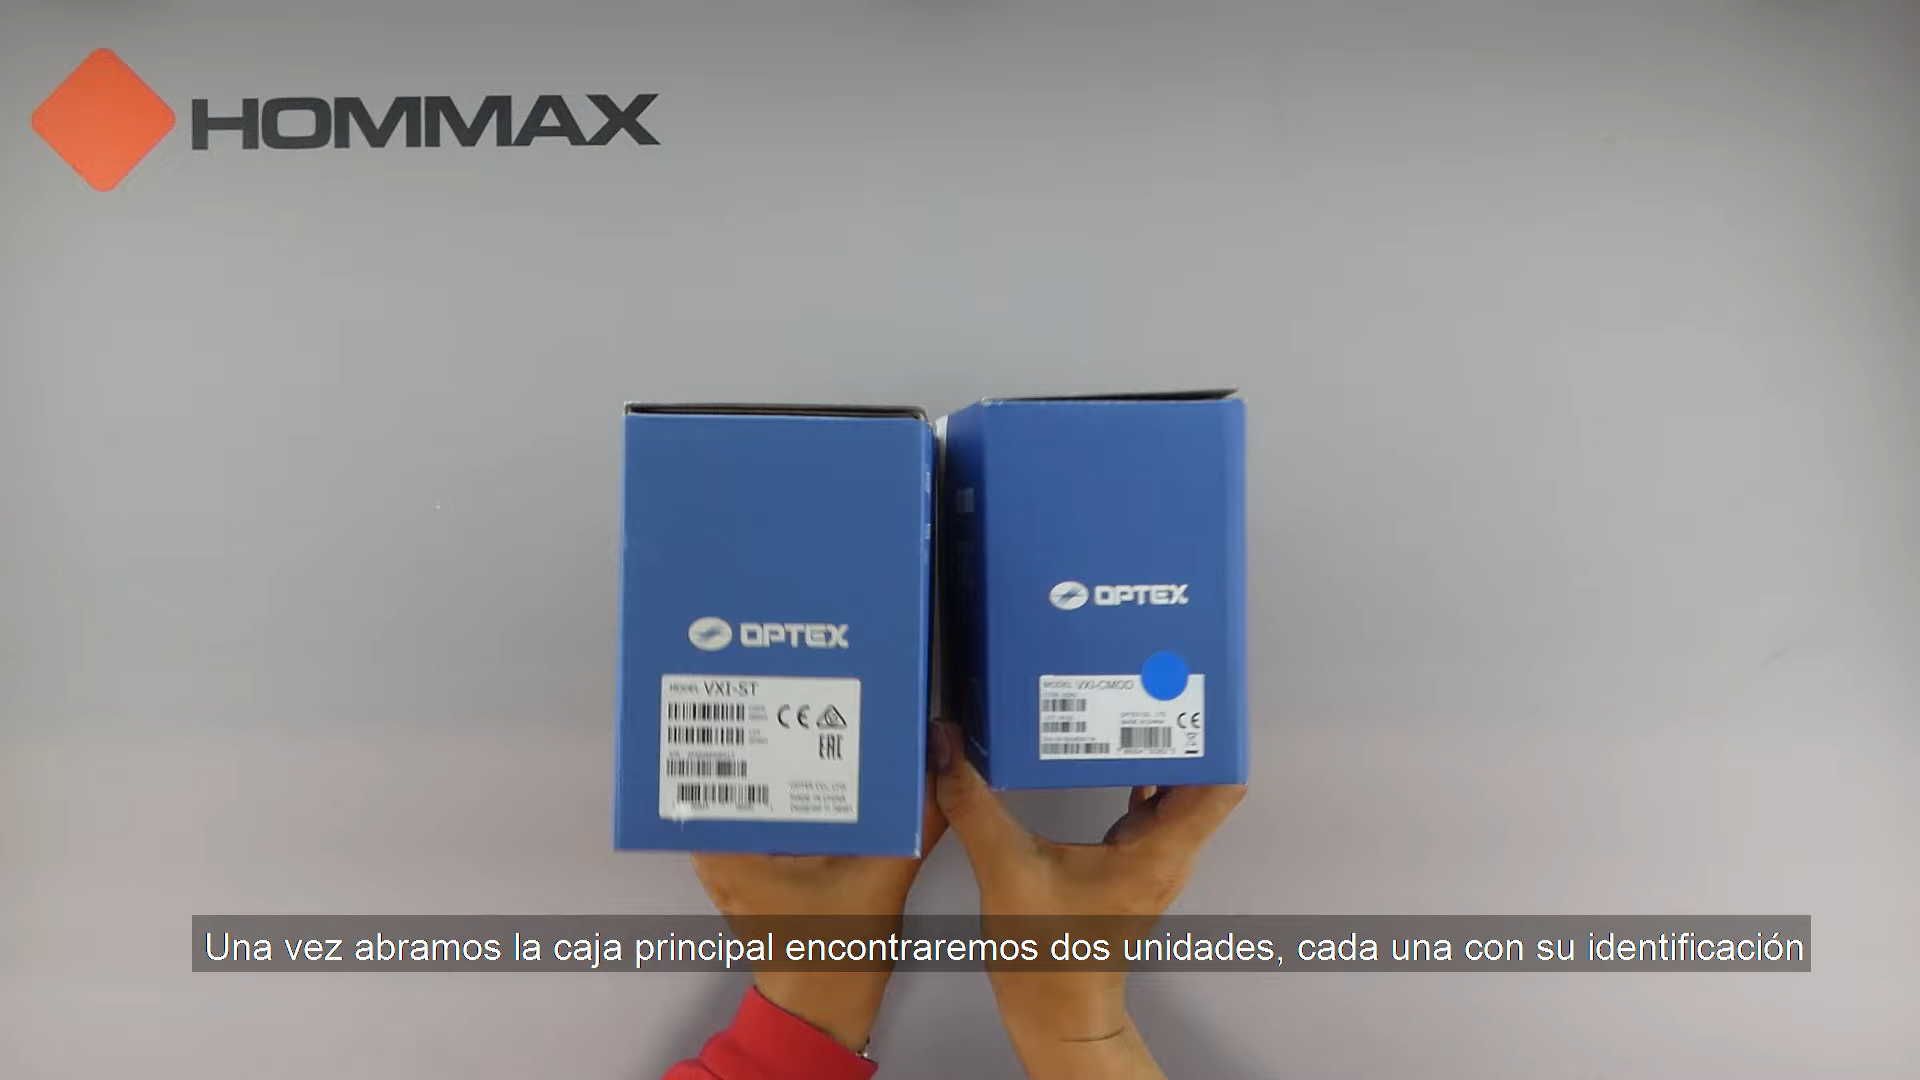 HOMMAX
OPTEX
MODEL VXI-ST
CE
EAC
OPTEX
MODEL VXI-CMOD
CE
Una vez abramos la caja principal encontraremos dos unidades, cada una con su identificación